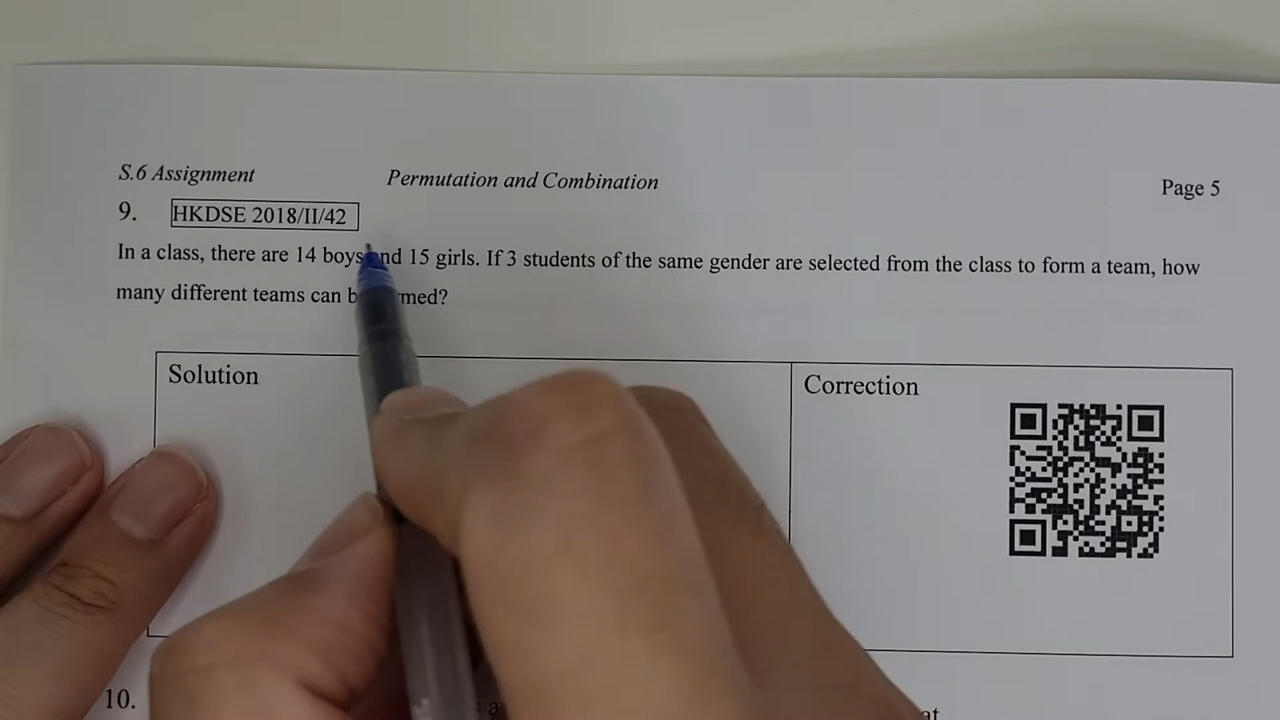 S.6 Assignment Permutation and Combination Page 5
9. HKDSE 2018/II/42
In a class, there are 14 boys and 15 girls. If 3 students of the same gender are selected from the class to form a team, how
many different teams can be formed?
Solution Correction
10.